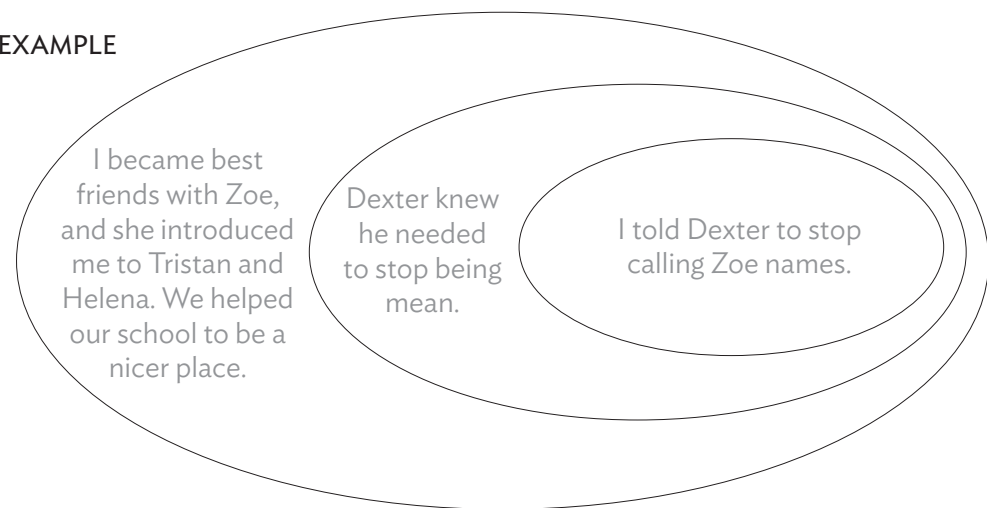 EXAMPLE
I became best
friends with Zoe,
and she introduced
me to Tristan and
Helena. We helped
our school to be a
nicer place.
Dexter knew
he needed
to stop being
mean.
I told Dexter to stop
calling Zoe names.